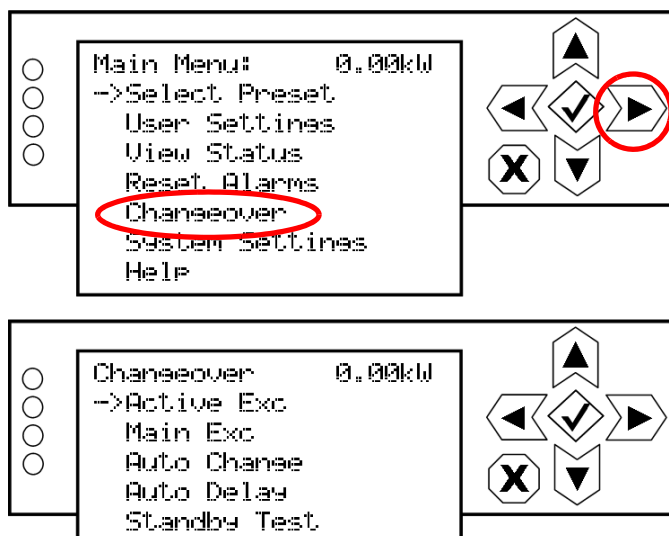 Main Menu: 0.00kW
->Select Preset
User Settings
View Status
Reset Alarms
Changeover
System Settings
Help
X
Changeover 0.00kW
->Active Exc
Main Exc
Auto Change
Auto Delay
Standby Test
X